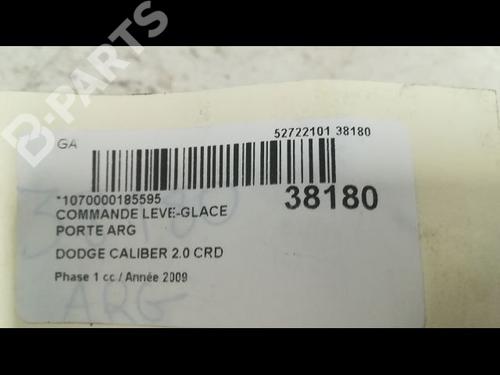 B-PARTS
GA
52722101 38180
*1070000185595
38180
COMMANDE LEVE-GLACE
PORTE ARG
DODGE CALIBER 2.0 CRD
Phase 1 cc / Année 2009
ARG